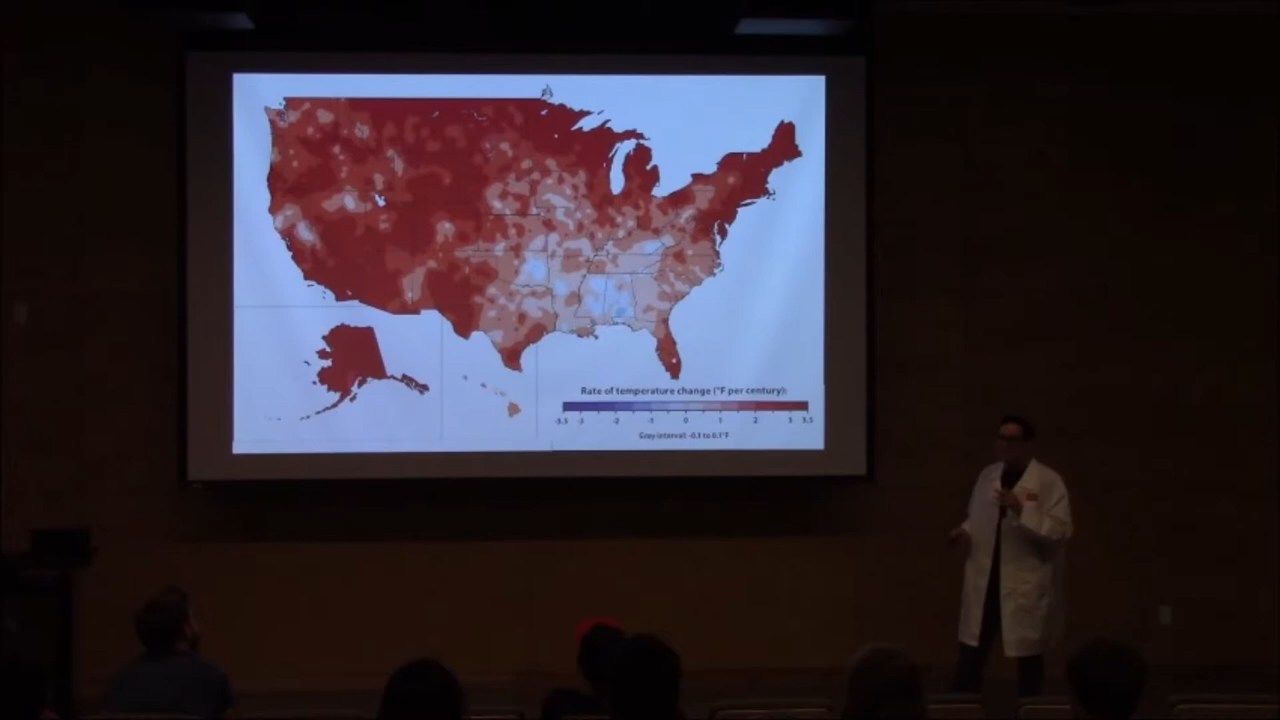 Rate of temperature change (°F per century):
-3.5 -3 -2 -1 0 1 2 3 3.5
Gray interval: -0.1 to 0.1°F